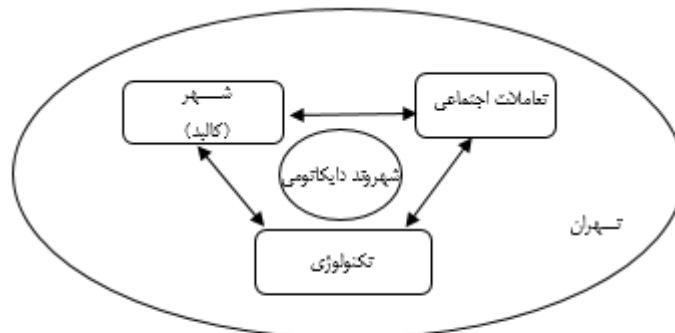 شـــهر
(کالبد)
تعاملات اجتماعی
شهروند دایکاتومی
تـــهران
تکنولوژی